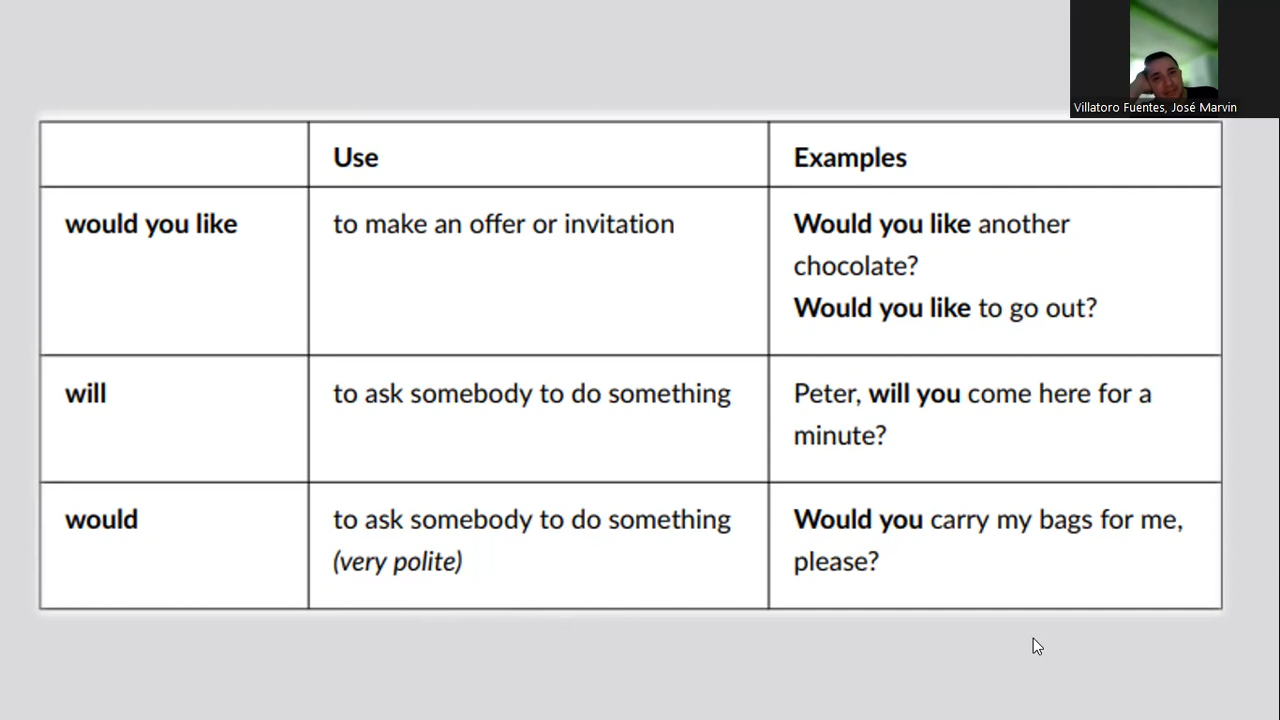 Villatoro Fuentes, José Marvin
Use
Examples
would you like
to make an offer or invitation
Would you like another
chocolate?
Would you like to go out?
will
to ask somebody to do something
Peter, will you come here for a
minute?
would
to ask somebody to do something
(very polite)
Would you carry my bags for me,
please?